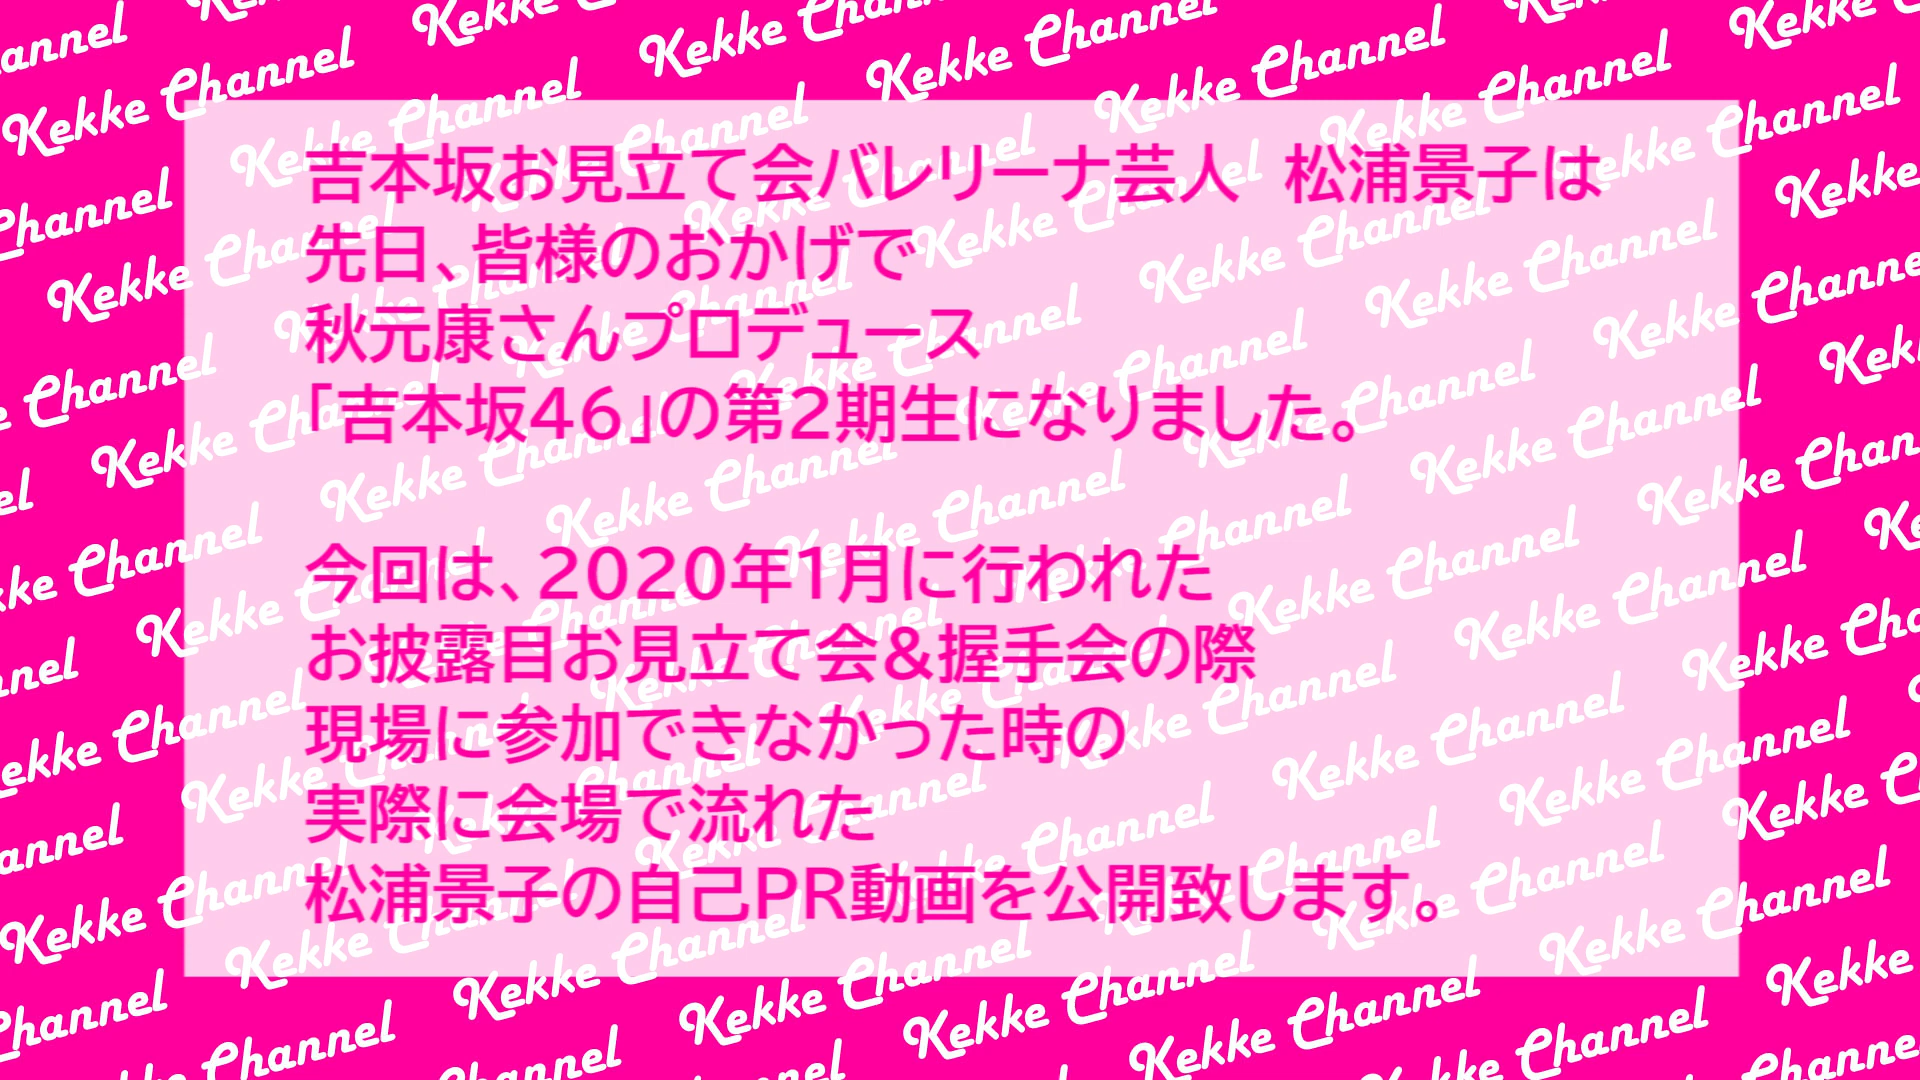 吉本坂お見立て会バレリーナ芸人　松浦景子は
先日、皆様のおかげで
秋元康さんプロデュース
「吉本坂46」の第2期生になりました。
今回は、2020年1月に行われた
お披露目お見立て会&握手会の際
現場に参加できなかった時の
実際に会場で流れた
松浦景子の自己PR動画を公開致します。
Kekke Channel